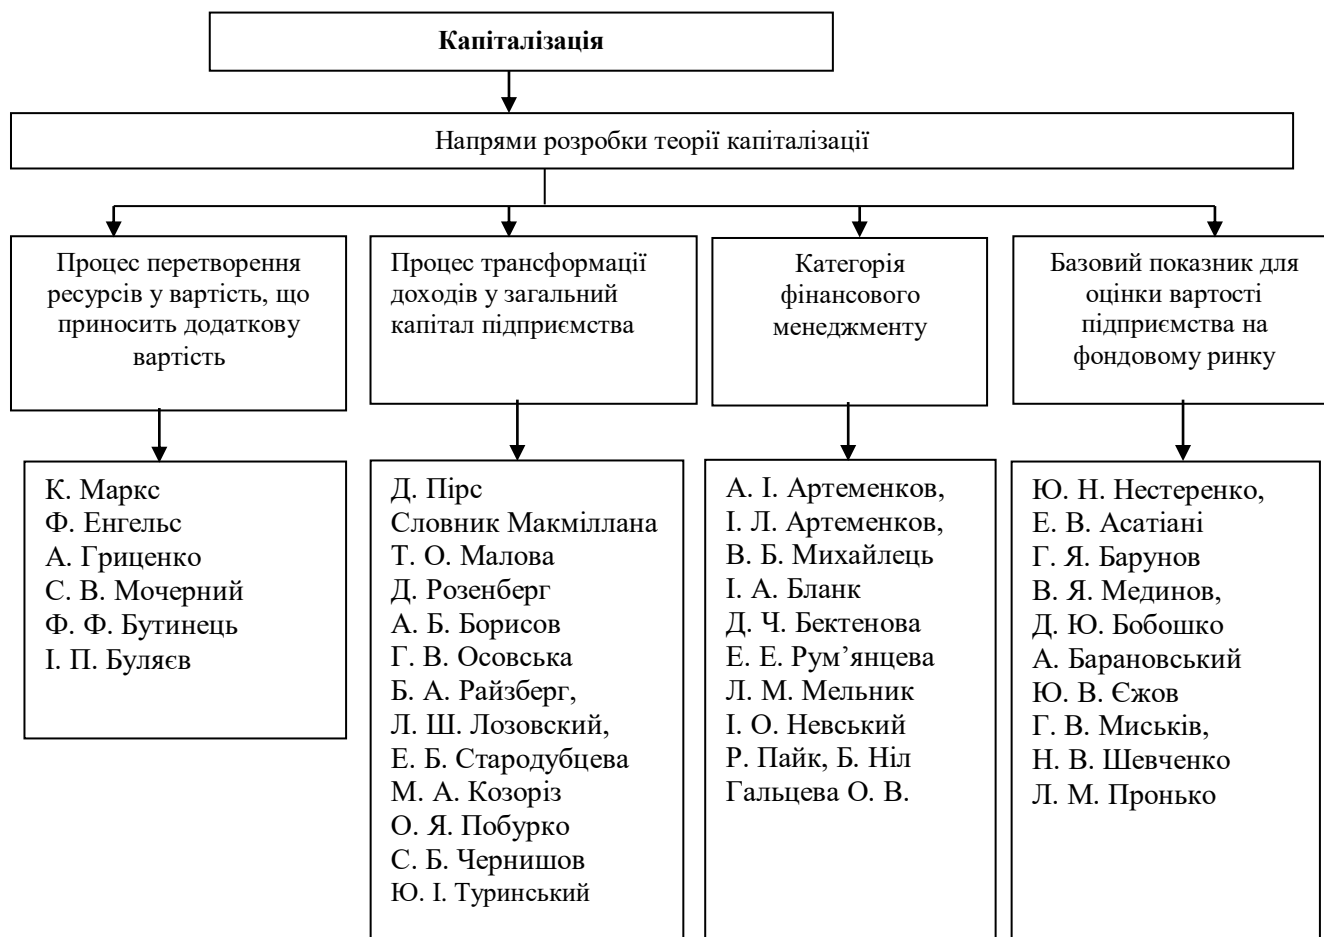 Капіталізація
Напрями розробки теорії капіталізації
Процес перетворення
ресурсів у вартість, що
приносить додаткову
вартість
Процес трансформації
доходів у загальний
капітал підприємства
Категорія
фінансового
менеджменту
Базовий показник для
оцінки вартості
підприємства на
фондовому ринку
К. Маркс
Ф. Енгельс
А. Гриценко
С. В. Мочерний
Ф. Ф. Бутинець
І. П. Буляєв
Д. Пірс
Словник Макміллана
Т. О. Малова
Д. Розенберг
А. Б. Борисов
Г. В. Осовська
Б. А. Райзберг,
Л. Ш. Лозовский,
Е. Б. Стародубцева
М. А. Козоріз
О. Я. Побурко
С. Б. Чернишов
Ю. І. Туринський
А. І. Артеменков,
І. Л. Артеменков,
В. Б. Михайлець
І. А. Бланк
Д. Ч. Бектенова
Е. Е. Рум’янцева
Л. М. Мельник
І. О. Невський
Р. Пайк, Б. Ніл
Гальцева О. В.
Ю. Н. Нестеренко,
Е. В. Асатіані
Г. Я. Барунов
В. Я. Мединов,
Д. Ю. Бобошко
А. Барановський
Ю. В. Єжов
Г. В. Миськів,
Н. В. Шевченко
Л. М. Пронько